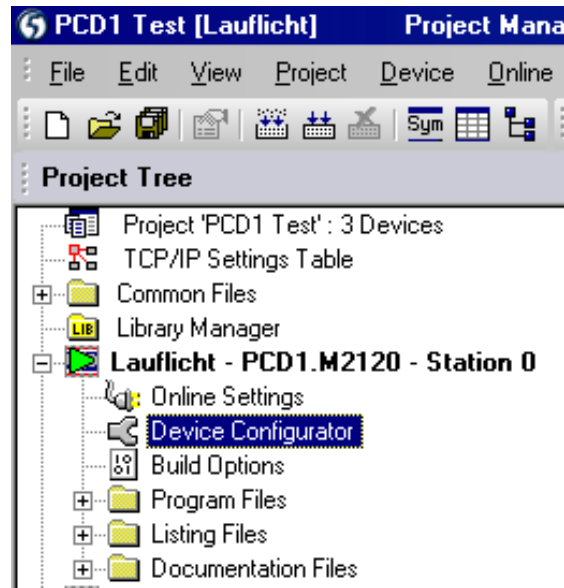 PCD1 Test [Lauflicht] Project Mana
File Edit View Project Device Online
Sym
Project Tree
Project 'PCD1 Test' : 3 Devices
TCP/IP Settings Table
Common Files
LIB Library Manager
Lauflicht - PCD1.M2120 - Station 0
Online Settings
Device Configurator
Build Options
Program Files
Listing Files
Documentation Files